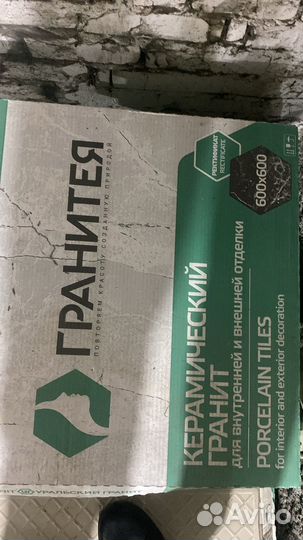 ГРАНИТЕЯ
ПОВТОРЯЕМ КРАСОТУ СОЗДАННУЮ ПРИРОДОЙ
РЕКТИФИКАТ
RECTIFICATE
600x600
КЕРАМИЧЕСКИЙ
ГРАНИТ
для внутренней и внешней отделки
PORCELAIN TILES
for interior and exterior decoration
УРАЛЬСКИЙ ГРАНИТ
Avito